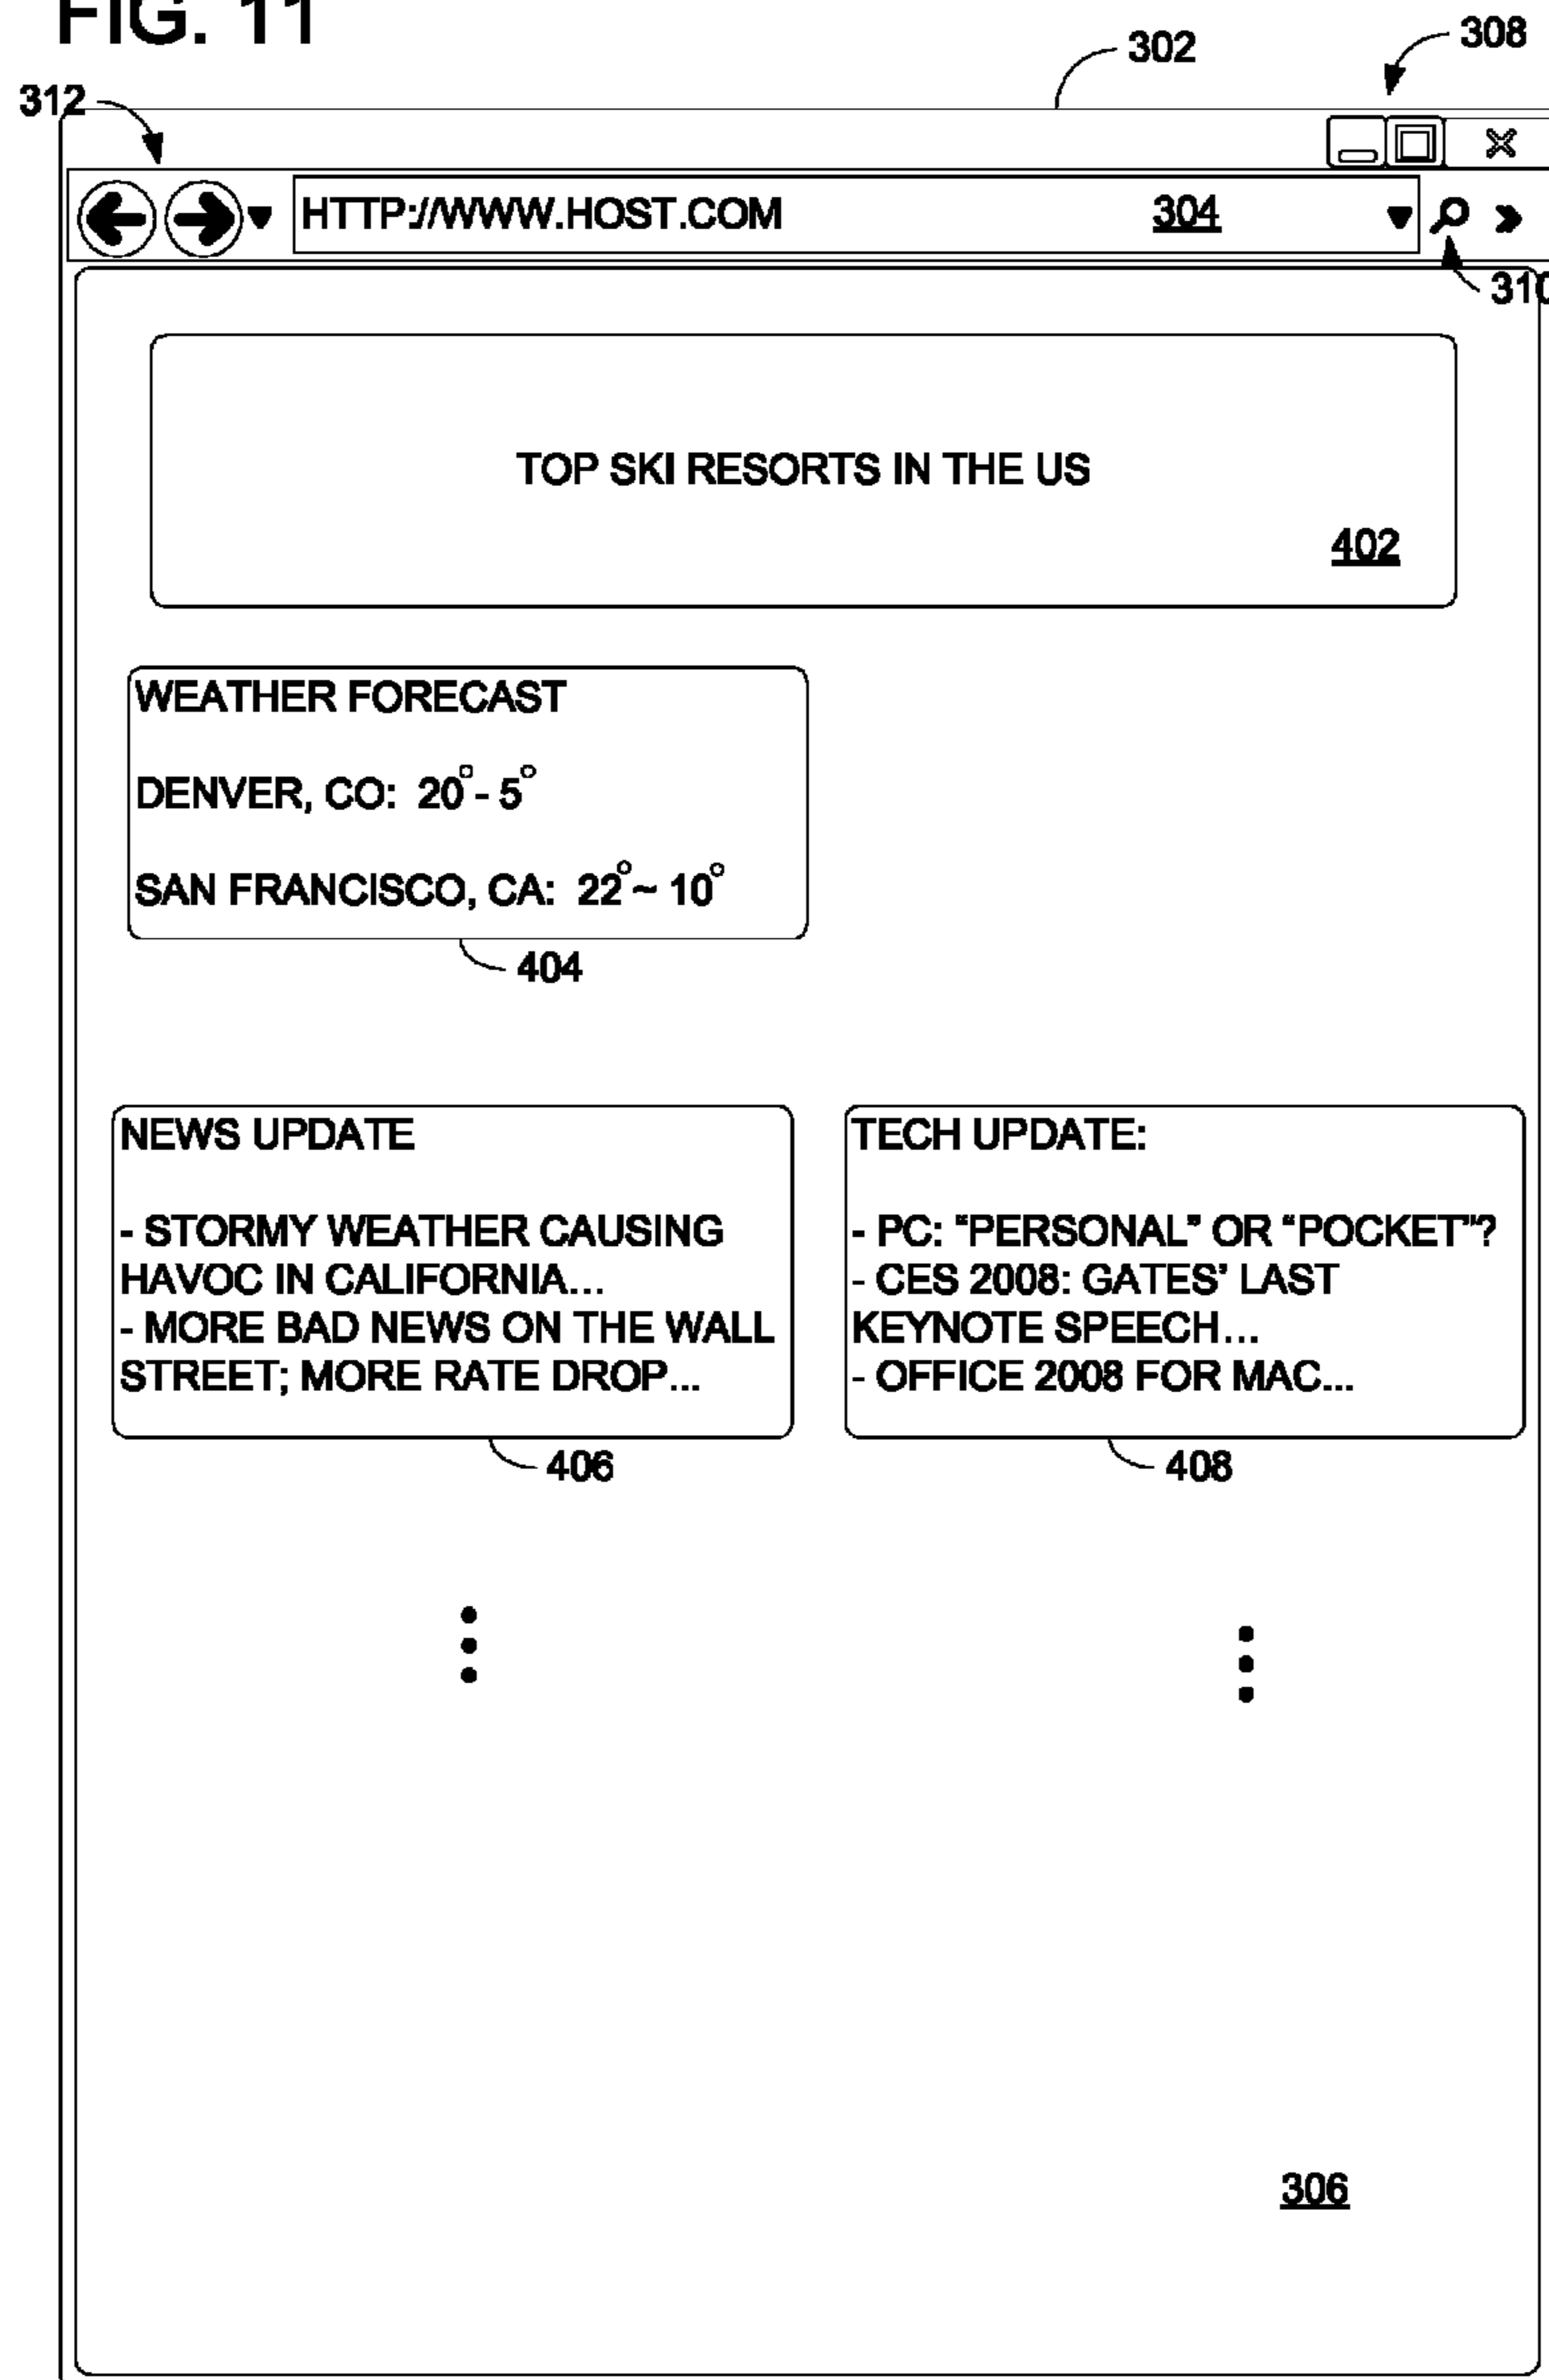 FIG. 11
302
308
312
HTTP://WWW.HOST.COM
304
310
TOP SKI RESORTS IN THE US
402
WEATHER FORECAST
DENVER, CO: 20°- 5°
SAN FRANCISCO, CA: 22°~ 10°
404
NEWS UPDATE
- STORMY WEATHER CAUSING
HAVOC IN CALIFORNIA...
- MORE BAD NEWS ON THE WALL
STREET; MORE RATE DROP...
406
TECH UPDATE:
- PC: “PERSONAL” OR “POCKET”?
- CES 2008: GATES’ LAST
KEYNOTE SPEECH...
- OFFICE 2008 FOR MAC...
408
306